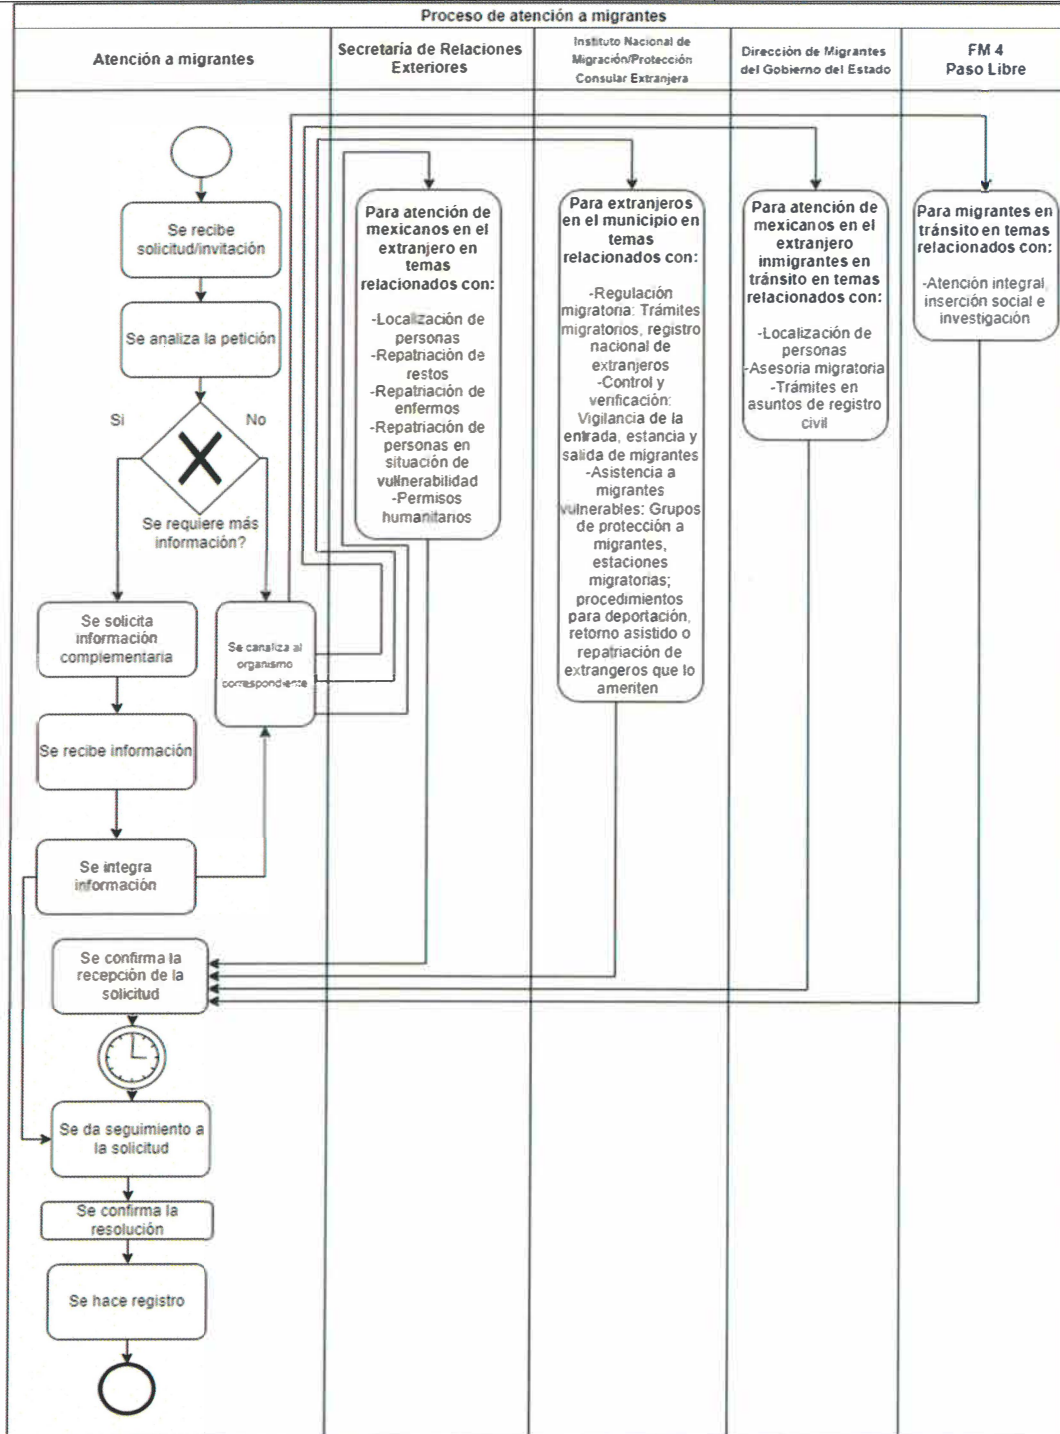 Proceso de atención a migrantes
Atención a migrantes
Secretaría de Relaciones
Exteriores
Instituto Nacional de
Migración/Protección
Consular Extranjera
Dirección de Migrantes
del Gobierno del Estado
FM 4
Paso Libre
Se recibe
solicitud/invitación
Se analiza la petición
Si
No
Se requiere más
información?
Se solicita
información
complementaria
Se canaliza al
organismo
correspondiente
Se recibe información
Se integra
información
Se confirma la
recepción de la
solicitud
Se da seguimiento a
la solicitud
Se confirma la
resolución
Se hace registro
Para atención de
mexicanos en el
extranjero en
temas
relacionados con:
-Localización de
personas
-Repatriación de
restos
-Repatriación de
enfermos
-Repatriación de
personas en
situación de
vulnerabilidad
-Permisos
humanitarios
Para extranjeros
en el municipio en
temas
relacionados con:
-Regulación
migratoria: Trámites
migratorios, registro
nacional de
extranjeros
-Control y
verificación:
Vigilancia de la
entrada, estancia y
salida de migrantes
-Asistencia a
migrantes
vulnerables: Grupos
de protección a
migrantes,
estaciones
migratorias;
procedimientos
para deportación,
retorno asistido o
repatriación de
extrangeros que lo
ameriten
Para atención de
mexicanos en el
extranjero
inmigrantes en
tránsito en temas
relacionados con:
-Localización de
personas
-Asesoria migratoria
-Trámites en
asuntos de registro
civil
Para migrantes en
tránsito en temas
relacionados con:
-Atención integral,
inserción social e
investigación